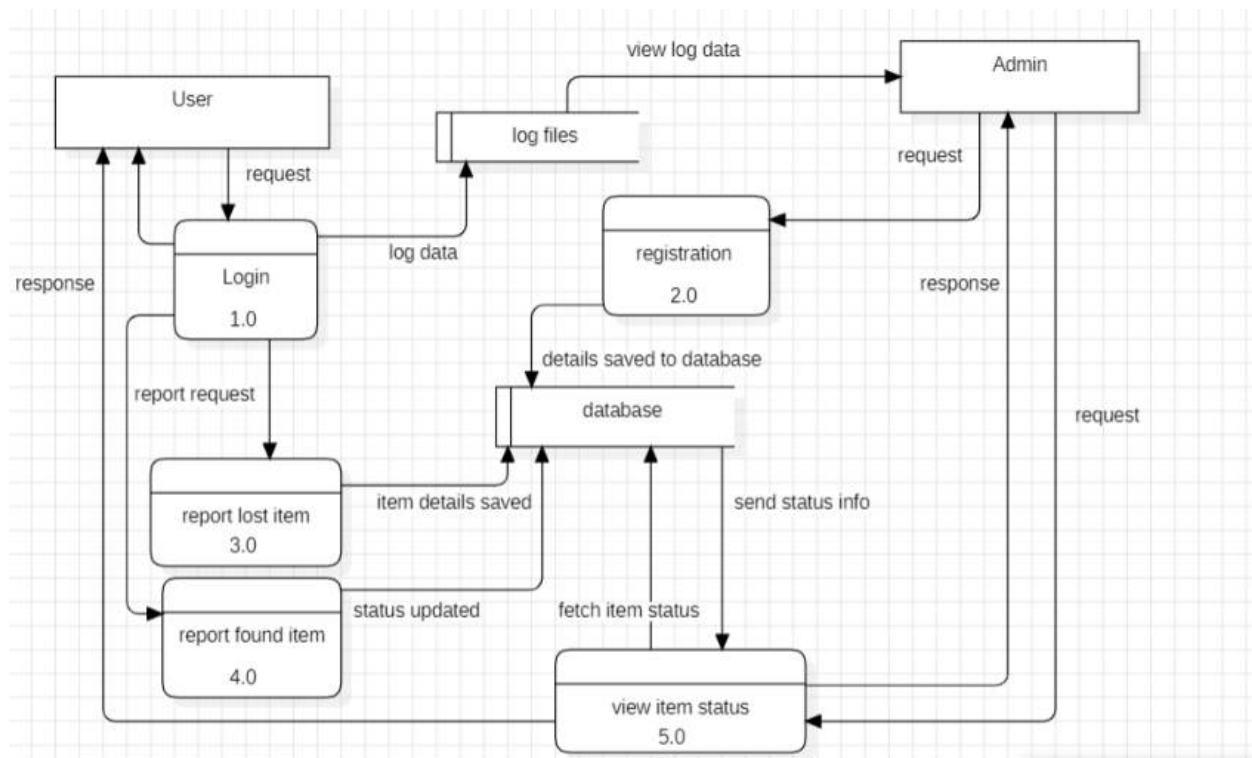 view log data
Admin
User
log files
request
request
log data
registration
2.0
Login
1.0
response
response
details saved to database
report request
database
request
item details saved
send status info
report lost item
3.0
status updated
fetch item status
report found item
4.0
view item status
5.0